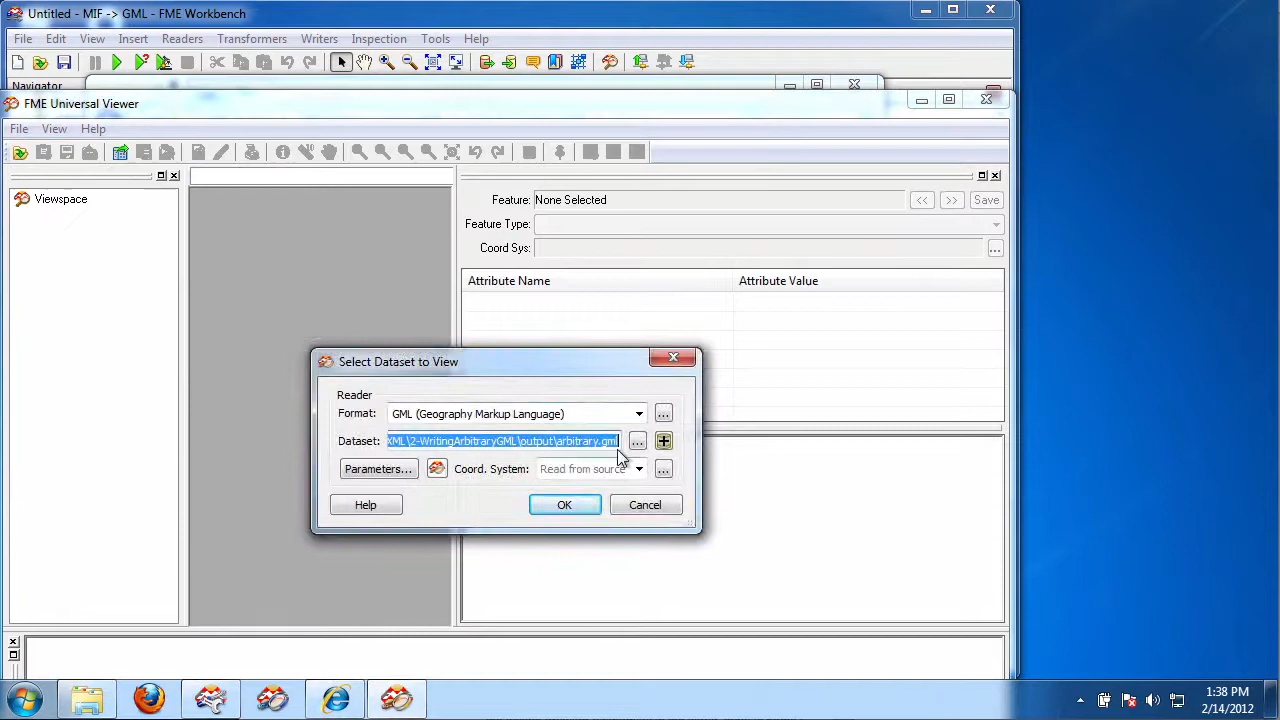 Untitled - MIF -> GML - FME Workbench
File Edit View Insert Readers Transformers Writers Inspection Tools Help
Navigator
FME Universal Viewer
File View Help
Viewspace
Feature: None Selected << >> Save
Feature Type:
Coord Sys: ...
Attribute Name Attribute Value
Select Dataset to View
Reader
Format: GML (Geography Markup Language) ...
Dataset: XML\2-WritingArbitraryGML\output\arbitrary.gml ...
Parameters... Coord. System: Read from source ...
Help OK Cancel
1:38 PM
2/14/2012